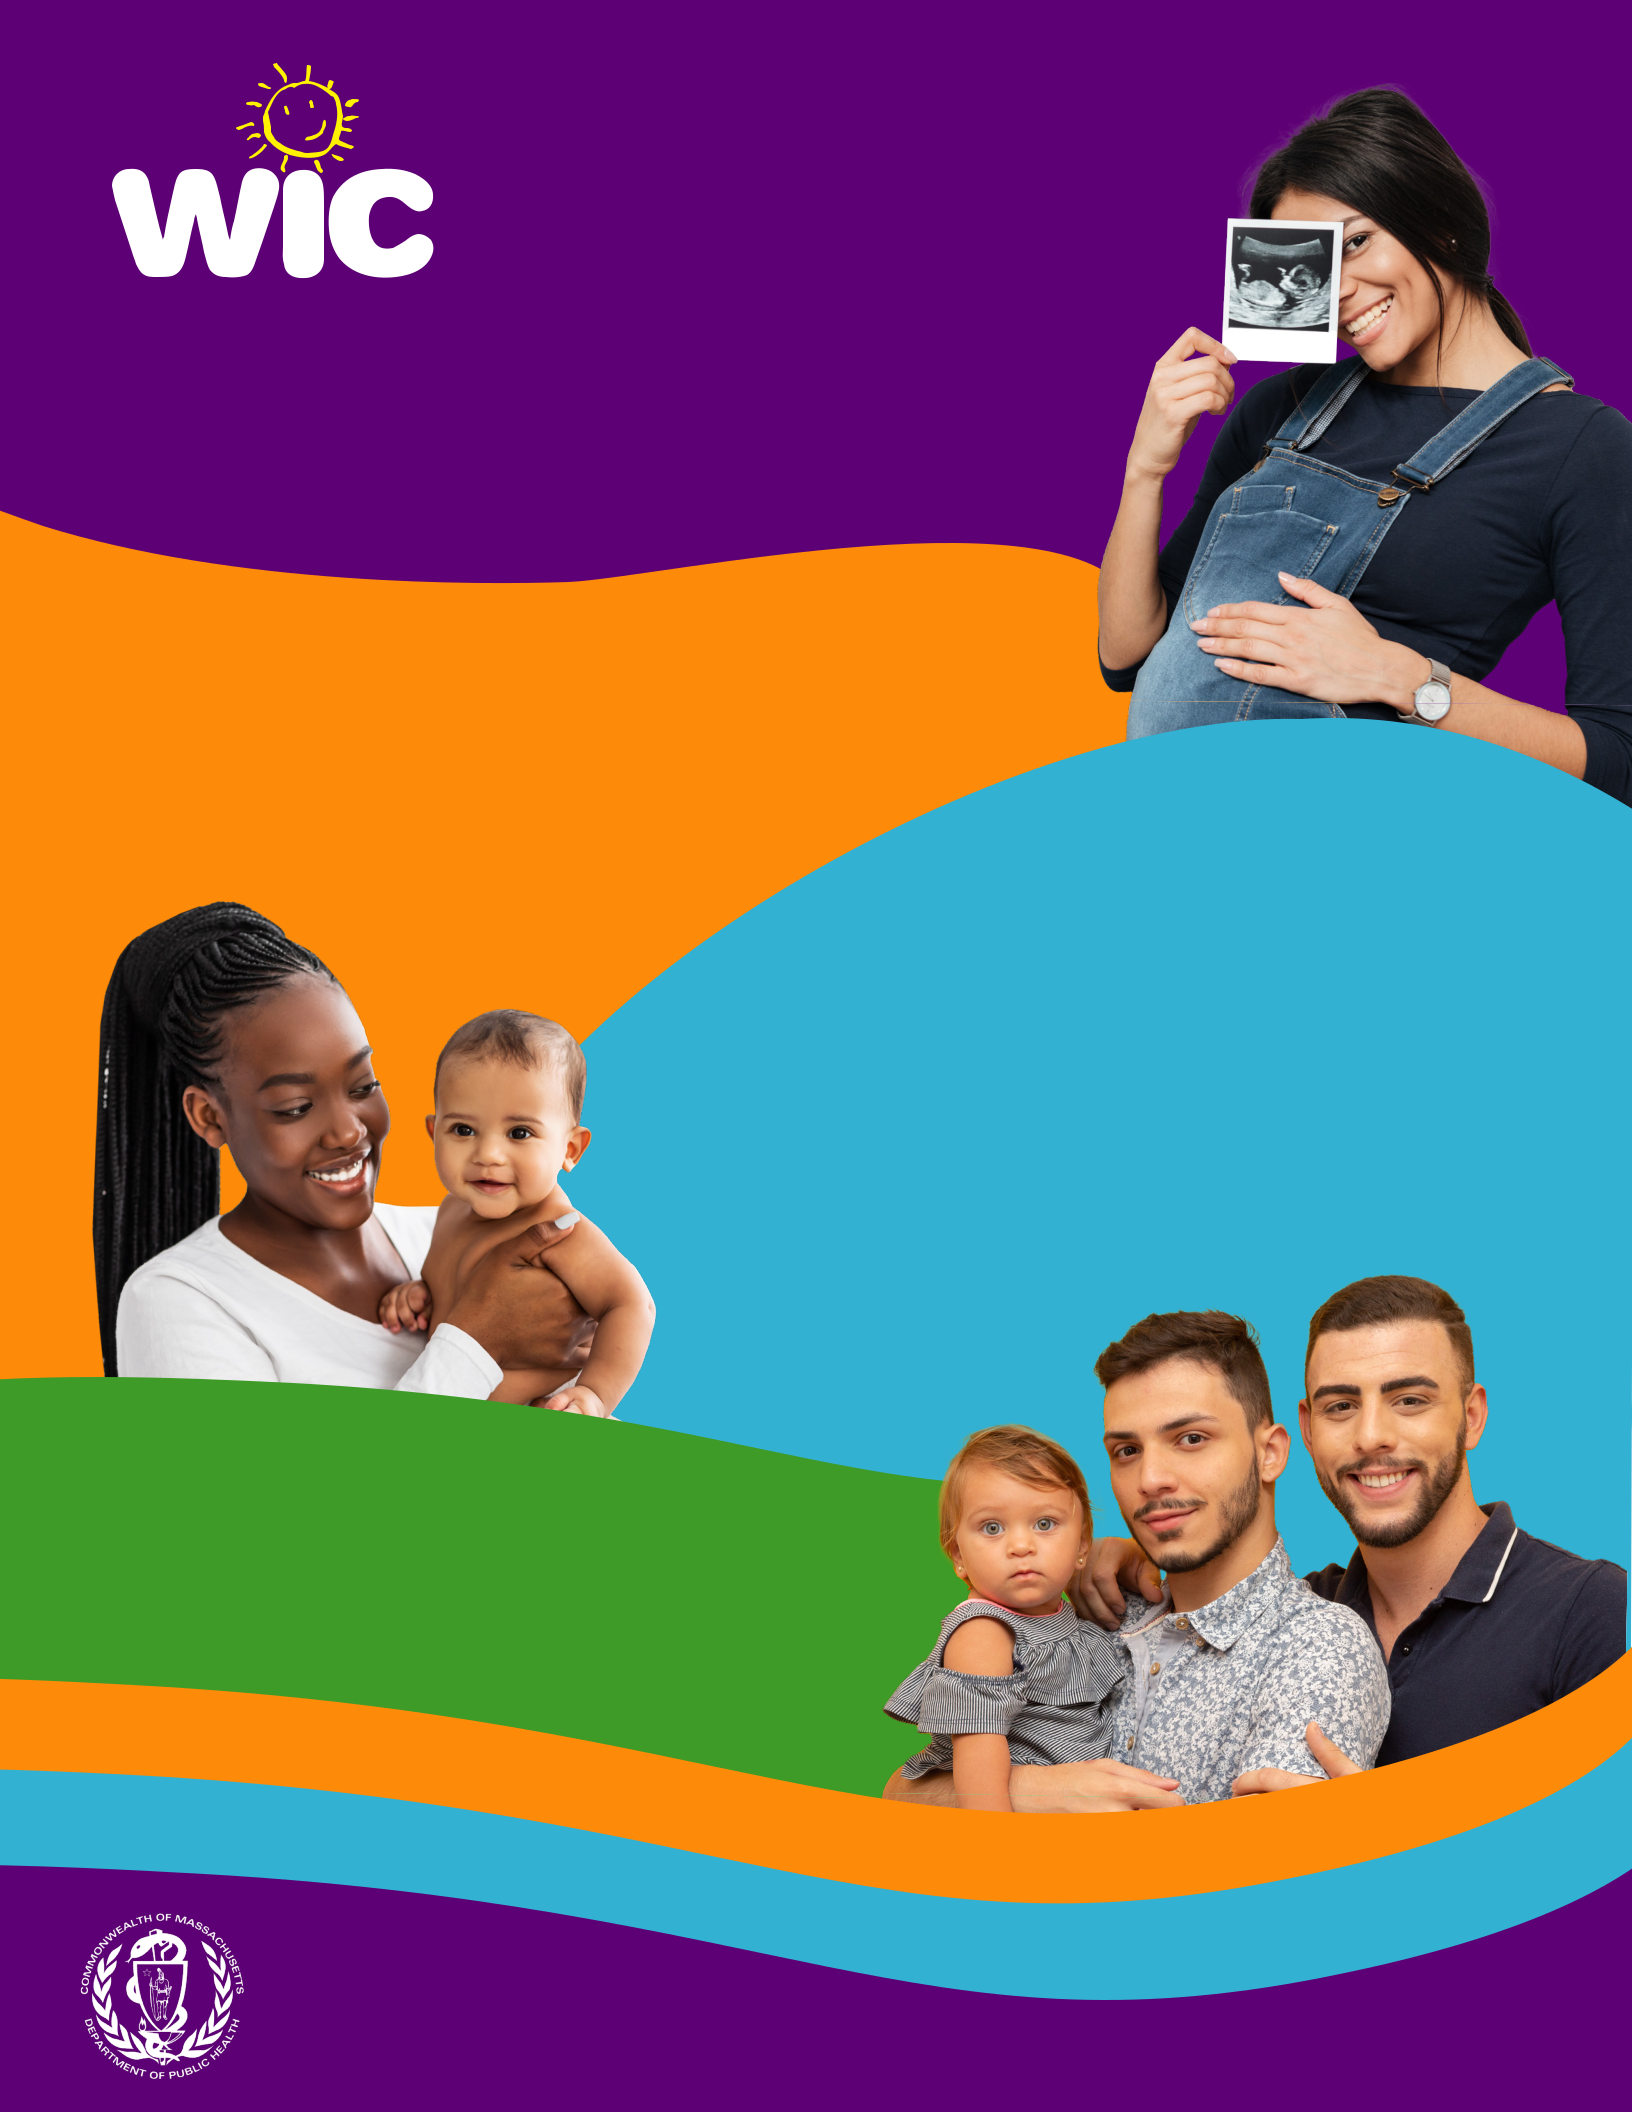 WIC
COMMONWEALTH OF MASSACHUSETTS
DEPARTMENT OF PUBLIC HEALTH